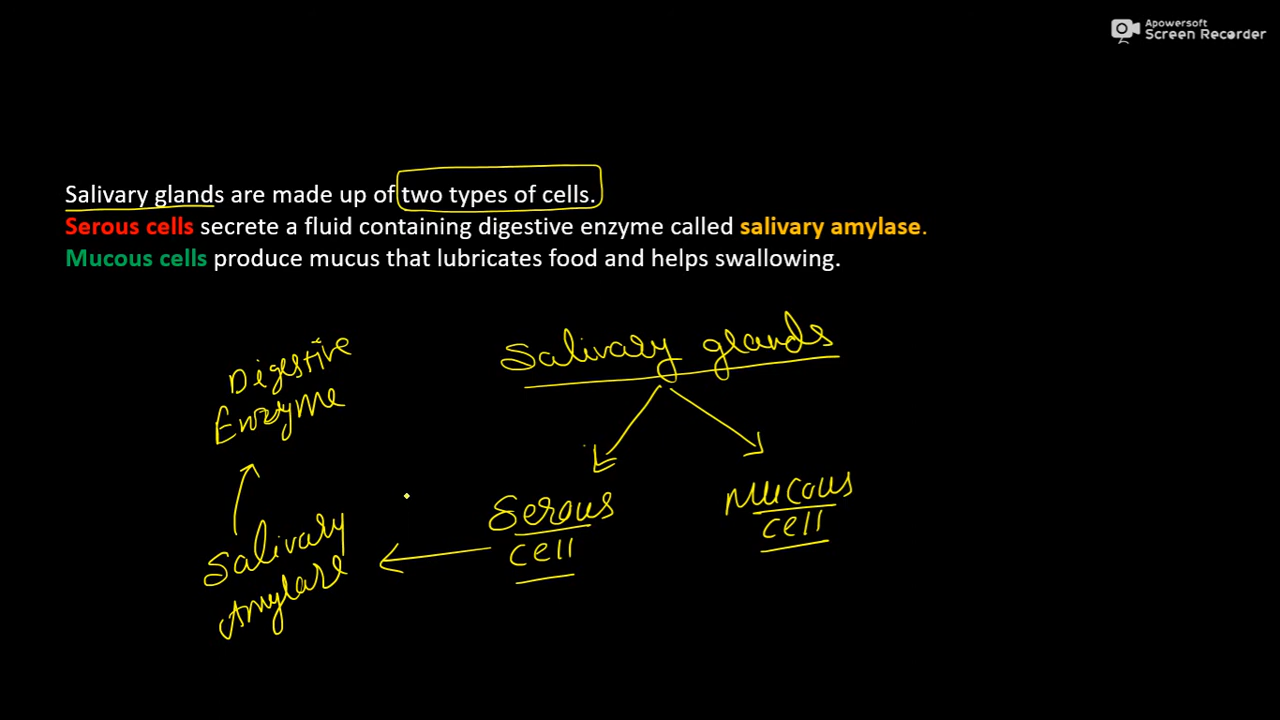 Apowersoft
Screen Recorder
Salivary glands are made up of two types of cells.
Serous cells secrete a fluid containing digestive enzyme called salivary amylase.
Mucous cells produce mucus that lubricates food and helps swallowing.
Salivary glands
Digestive
Enzyme
Serous
cell
Mucous
cell
Salivary
Amylase